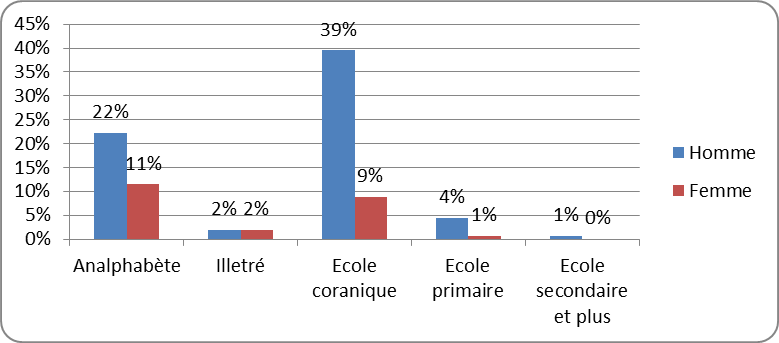 45%
40%
35%
30%
25%
20%
15%
10%
5%
0%
22%
11%
2%
2%
39%
9%
4%
1%
1%
0%
Analphabète
Illetré
Ecole
coranique
Ecole
primaire
Ecole
secondaire
et plus
Homme
Femme